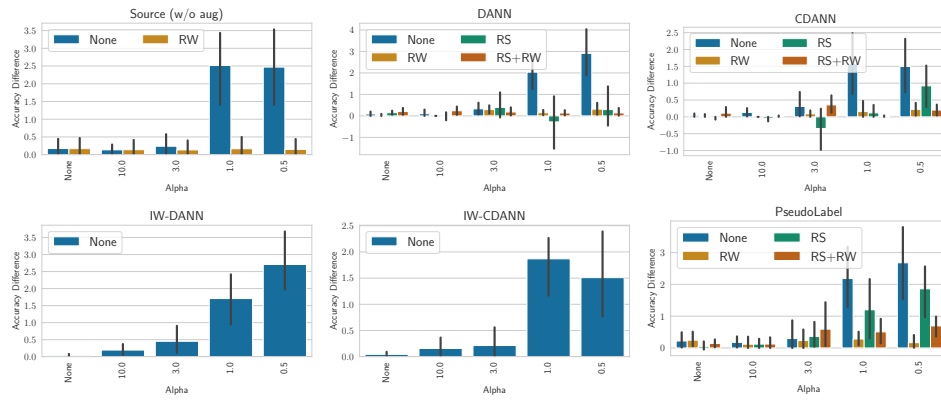 Source (w/o aug)
None
RW
Accuracy Difference
3.5
3.0
2.5
2.0
1.5
1.0
0.5
0.0
None
10.0
3.0
1.0
0.5
Alpha
DANN
None
RS
RW
RS+RW
Accuracy Difference
4
3
2
1
0
−1
None
10.0
3.0
1.0
0.5
Alpha
CDANN
None
RS
RW
RS+RW
Accuracy Difference
2.5
2.0
1.5
1.0
0.5
0.0
−0.5
−1.0
None
10.0
3.0
1.0
0.5
Alpha
IW-DANN
None
Accuracy Difference
3.5
3.0
2.5
2.0
1.5
1.0
0.5
0.0
None
10.0
3.0
1.0
0.5
Alpha
IW-CDANN
None
Accuracy Difference
2.5
2.0
1.5
1.0
0.5
0.0
None
10.0
3.0
1.0
0.5
Alpha
PseudoLabel
None
RS
RW
RS+RW
Accuracy Difference
3
2
1
0
None
10.0
3.0
1.0
0.5
Alpha